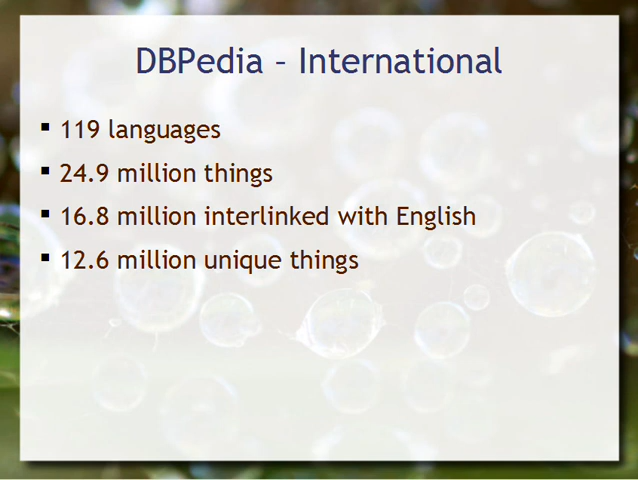 DBPedia – International
▪ 119 languages
▪ 24.9 million things
▪ 16.8 million interlinked with English
▪ 12.6 million unique things